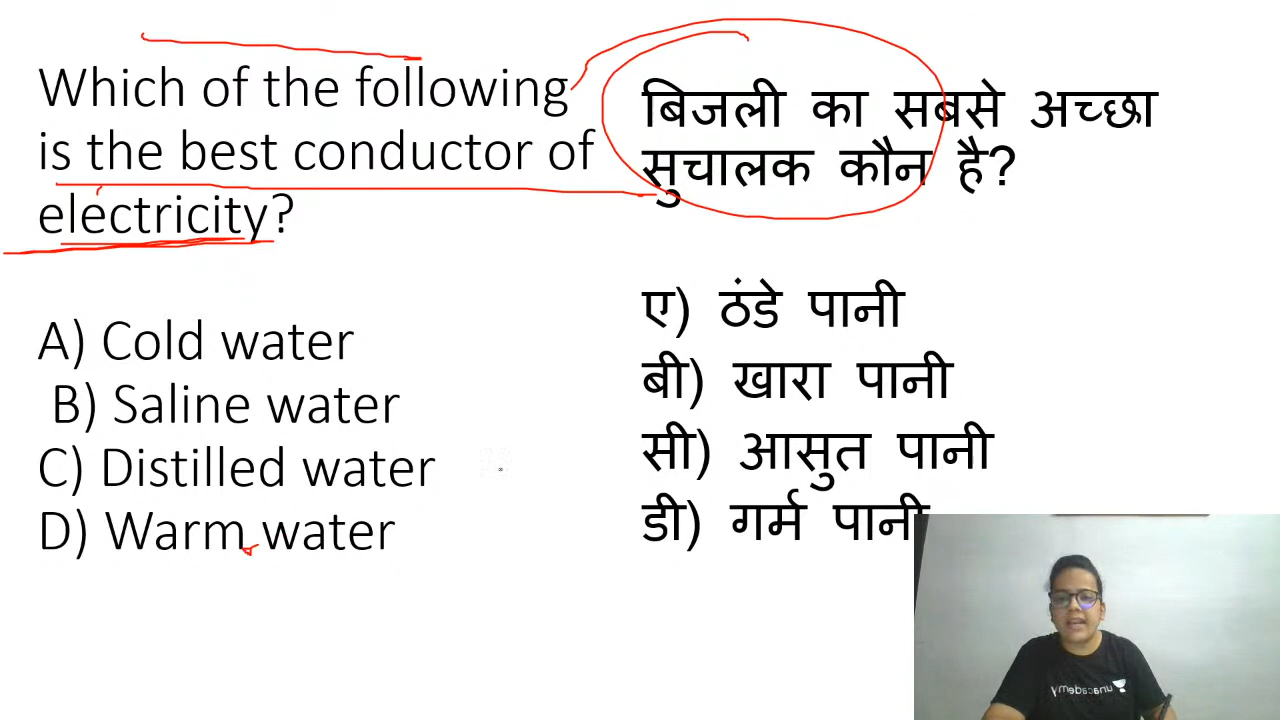 Which of the following
is the best conductor of
electricity?
A) Cold water
B) Saline water
C) Distilled water
D) Warm water
बिजली का सबसे अच्छा
सुचालक कौन है?
ए) ठंडे पानी
बी) खारा पानी
सी) आसुत पानी
डी) गर्म पानी
unacademy